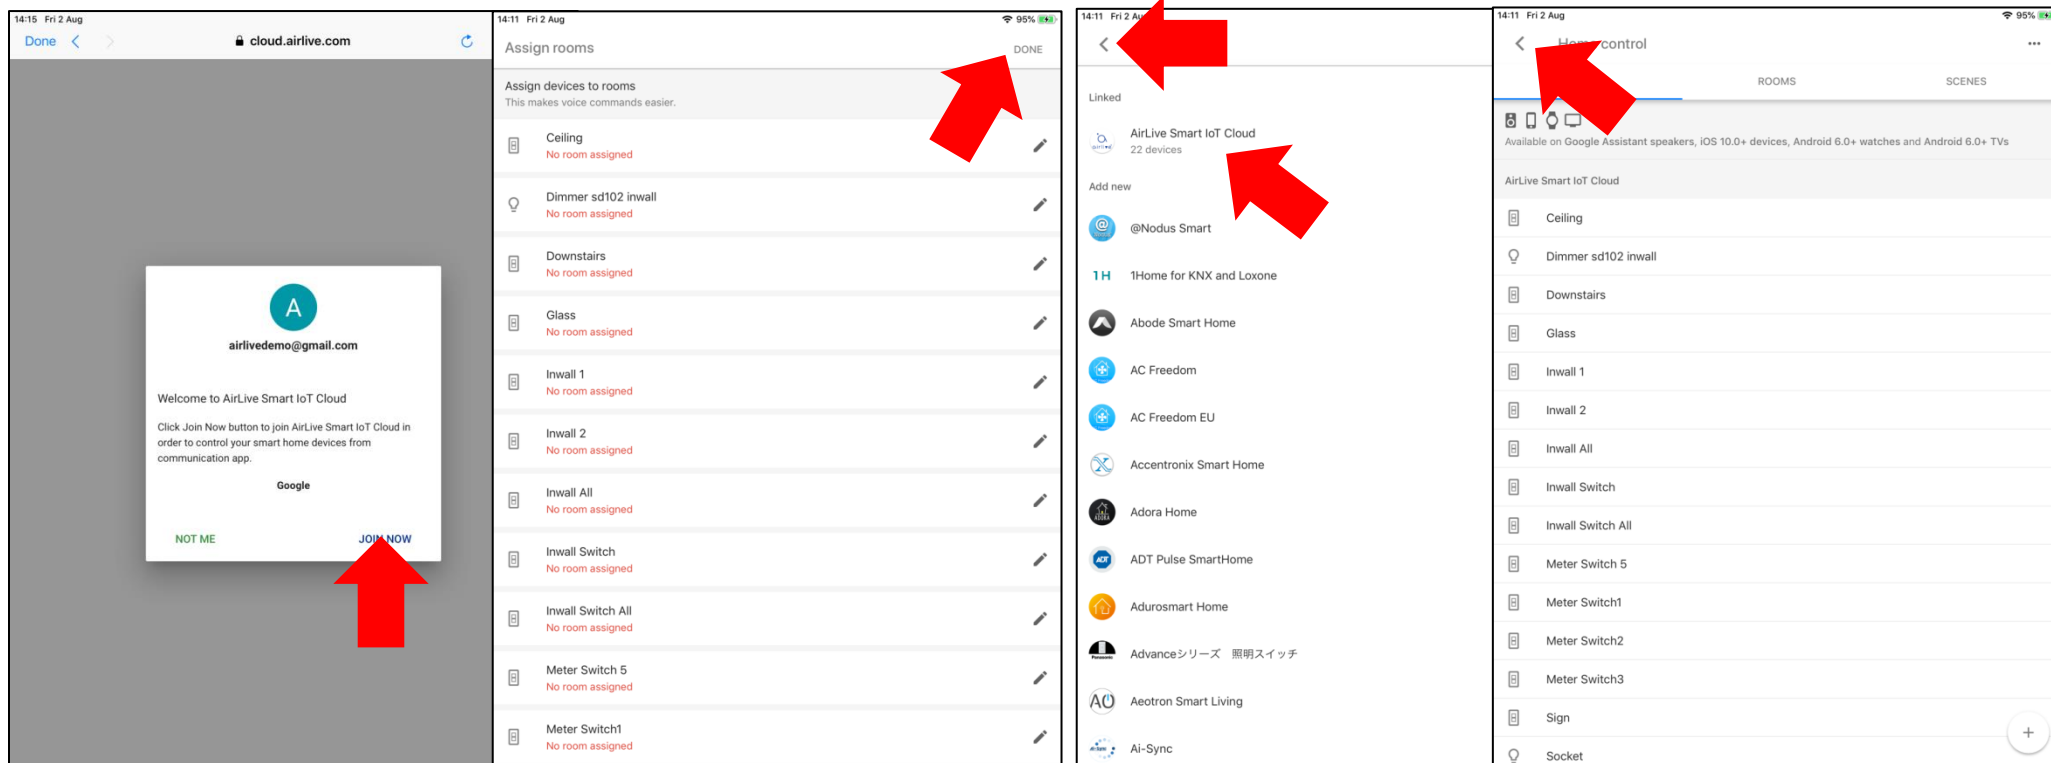 14:15 Fri 2 Aug
Done
cloud.airlive.com
A
airlivedemo@gmail.com
Welcome to AirLive Smart IoT Cloud
Click Join Now button to join AirLive Smart IoT Cloud in
order to control your smart home devices from
communication app.
Google
NOT ME
JOIN NOW
14:11 Fri 2 Aug
95%
Assign rooms
DONE
Assign devices to rooms
This makes voice commands easier.
Ceiling
No room assigned
Dimmer sd102 inwall
No room assigned
Downstairs
No room assigned
Glass
No room assigned
Inwall 1
No room assigned
Inwall 2
No room assigned
Inwall All
No room assigned
Inwall Switch
No room assigned
Inwall Switch All
No room assigned
Meter Switch 5
No room assigned
Meter Switch1
No room assigned
14:11 Fri 2 Aug
Linked
AirLive Smart IoT Cloud
22 devices
Add new
@Nodus Smart
1H
1Home for KNX and Loxone
Abode Smart Home
AC Freedom
AC Freedom EU
Accentronix Smart Home
Adora Home
ADT
ADT Pulse SmartHome
Adurosmart Home
Panasonic
Advanceシリーズ 照明スイッチ
Aeotron Smart Living
Ai-Sync
14:11 Fri 2 Aug
95%
Home control
ROOMS
SCENES
Available on Google Assistant speakers, iOS 10.0+ devices, Android 6.0+ watches and Android 6.0+ TVs
AirLive Smart IoT Cloud
Ceiling
Dimmer sd102 inwall
Downstairs
Glass
Inwall 1
Inwall 2
Inwall All
Inwall Switch
Inwall Switch All
Meter Switch 5
Meter Switch1
Meter Switch2
Meter Switch3
Sign
Socket